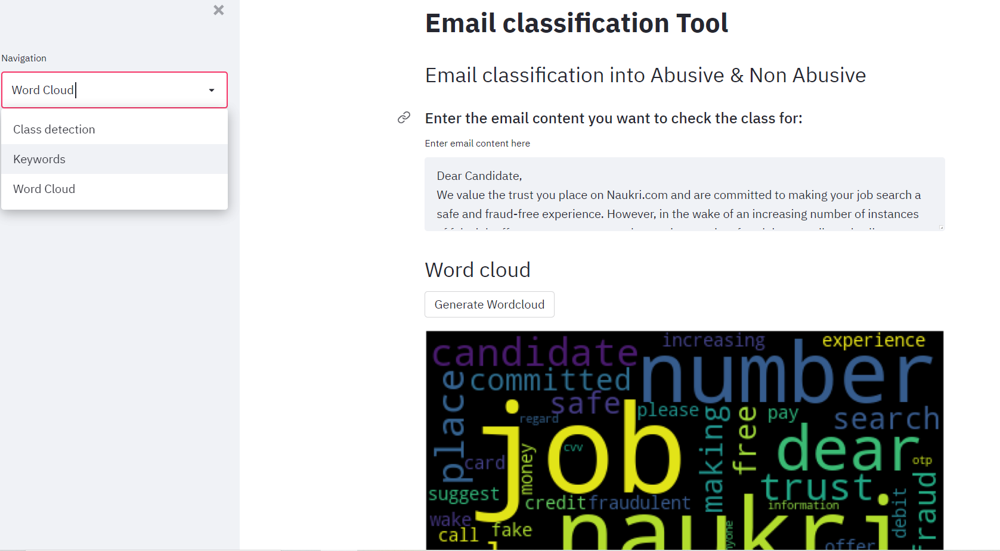 Navigation
Word Cloud
Class detection
Keywords
Word Cloud
Email classification Tool
Email classification into Abusive & Non Abusive
Enter the email content you want to check the class for:
Enter email content here
Dear Candidate,
We value the trust you place on Naukri.com and are committed to making your job search a
safe and fraud-free experience. However, in the wake of an increasing number of instances
Word cloud
Generate Wordcloud
candidate
increasing
experience
number
committed
place
safe
please
regard
job
cvv
making
free
pay
search
dear
otp
card
money
trust
suggest
credit
fraudulent
information
debit
fraud
wake
call
fake
naukri
offer